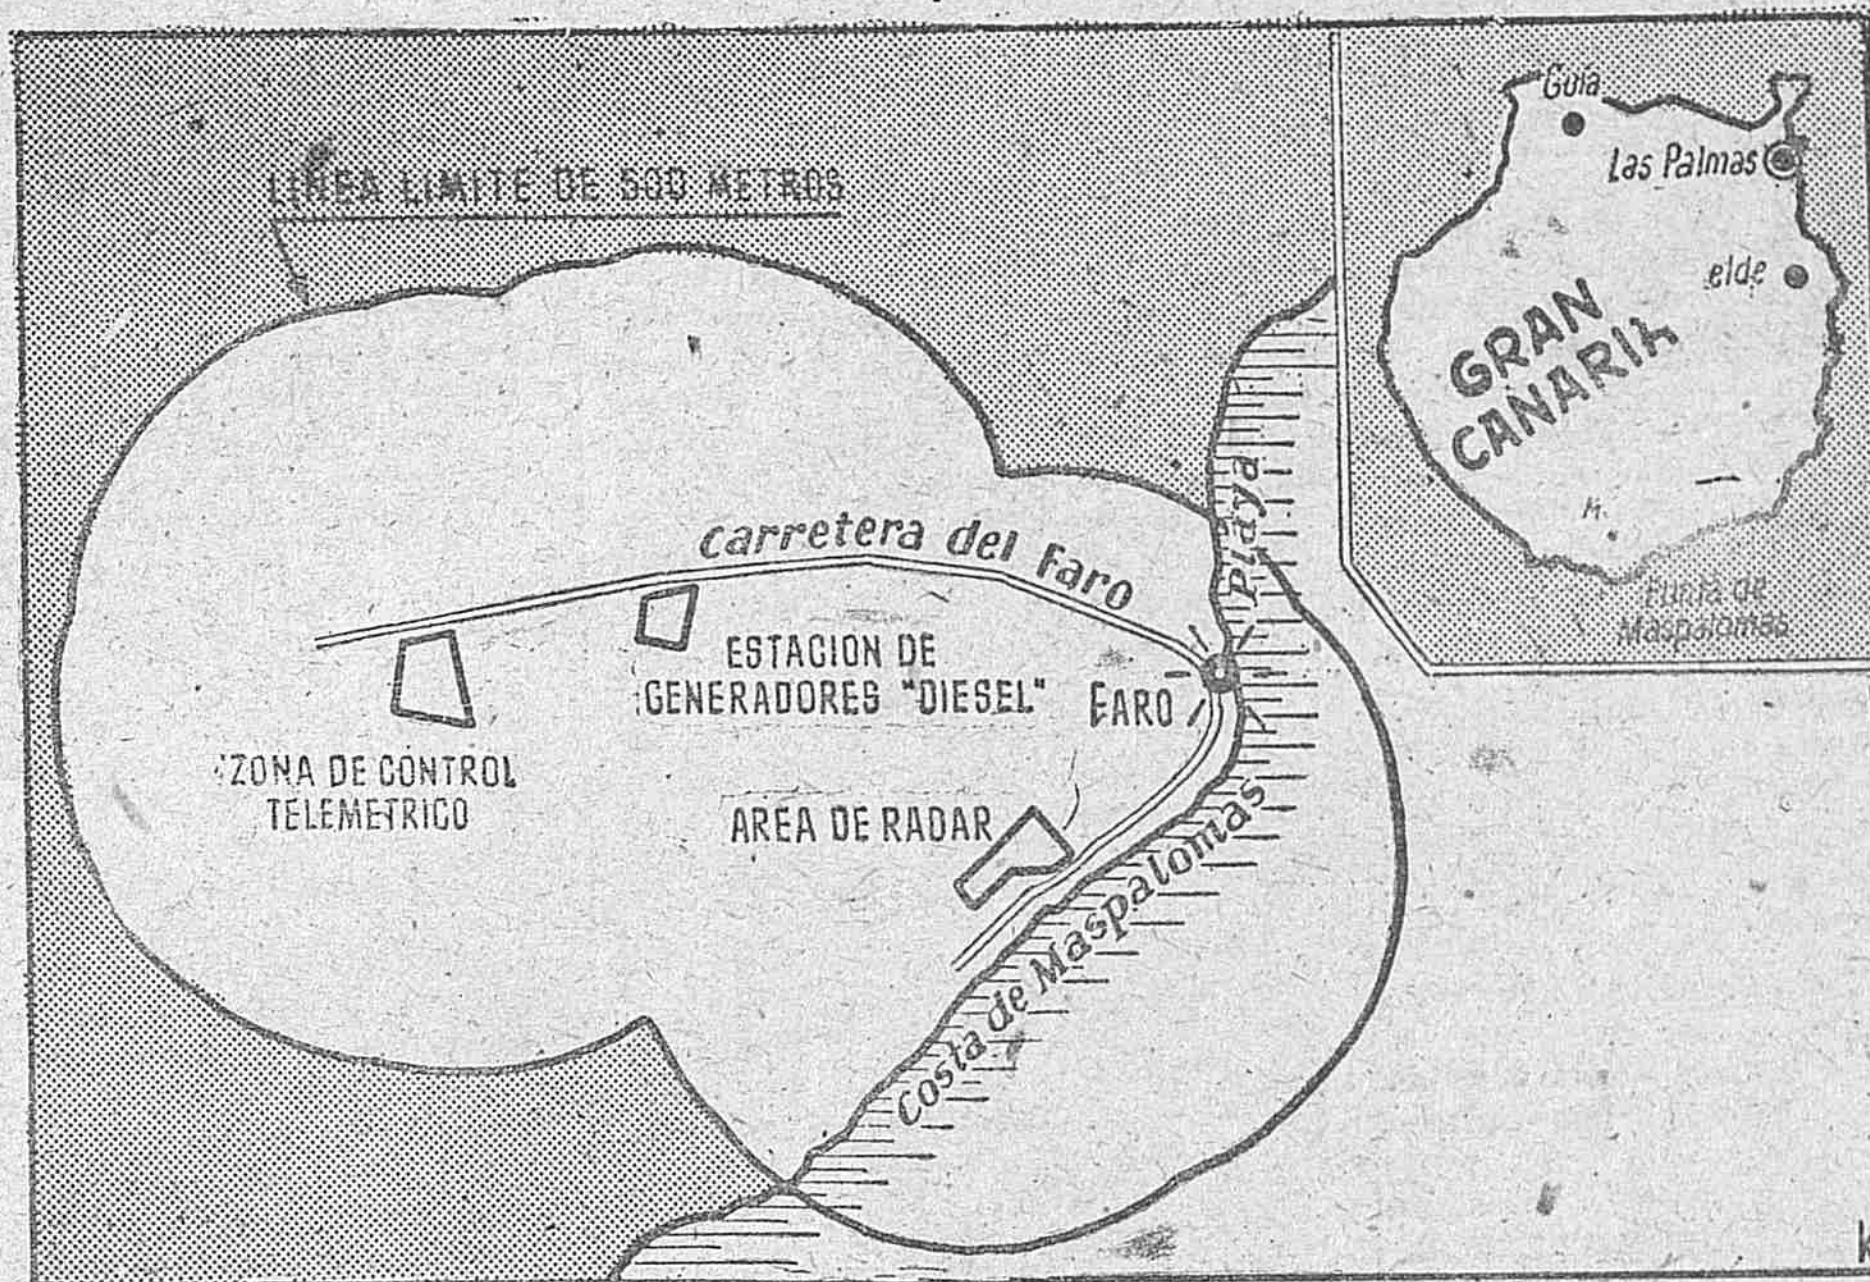 LINEA LIMITE DE 500 METROS
carretera del Faro
Playa
ESTACION DE
GENERADORES "DIESEL"
FARO
ZONA DE CONTROL
TELEMETRICO
AREA DE RADAR
Costa de Maspalomas
Guía
Las Palmas
elde
GRAN
CANARIA
Punta de
Maspalomas